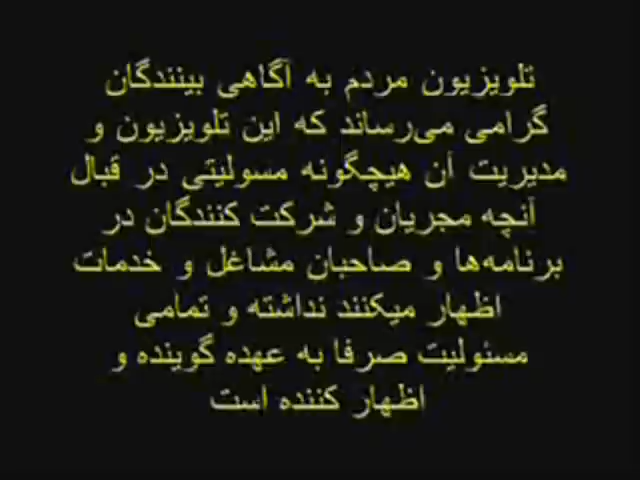 تلویزیون مردم به آگاهی بینندگان
گرامی می‌رساند که این تلویزیون و
مدیریت آن هیچگونه مسولیتی در قبال
آنچه مجریان و شرکت کنندگان در
برنامه‌ها و صاحبان مشاغل و خدمات
اظهار میکنند نداشته و تمامی
مسئولیت صرفا به عهده گوینده و
اظهار کننده است